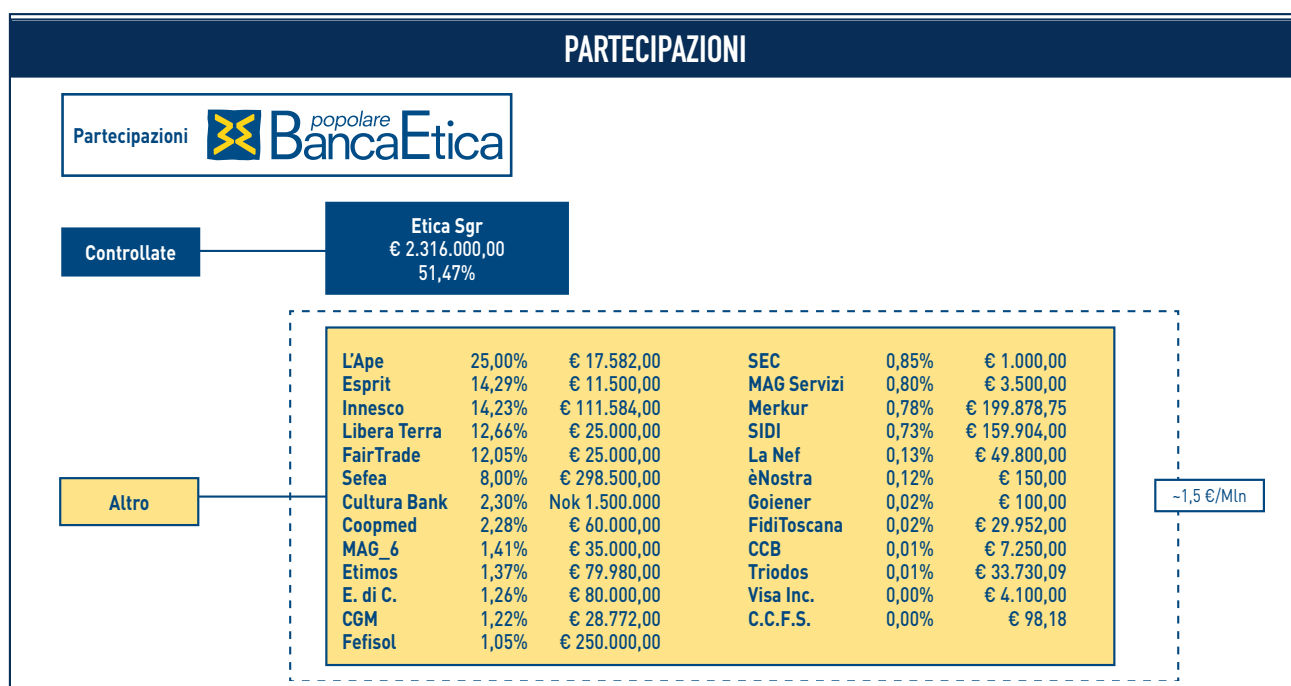 PARTECIPAZIONI
Partecipazioni
popolare
BancaEtica
Controllate
Etica Sgr
€ 2.316.000,00
51,47%
Altro
L'Ape 25,00% € 17.582,00
Esprit 14,29% € 11.500,00
Innesco 14,23% € 111.584,00
Libera Terra 12,66% € 25.000,00
FairTrade 12,05% € 25.000,00
Sefea 8,00% € 298.500,00
Cultura Bank 2,30% Nok 1.500.000
Coopmed 2,28% € 60.000,00
MAG_6 1,41% € 35.000,00
Etimos 1,37% € 79.980,00
E. di C. 1,26% € 80.000,00
CGM 1,22% € 28.772,00
Fefisol 1,05% € 250.000,00
SEC 0,85% € 1.000,00
MAG Servizi 0,80% € 3.500,00
Merkur 0,78% € 199.878,75
SIDI 0,73% € 159.904,00
La Nef 0,13% € 49.800,00
èNostra 0,12% € 150,00
Goiener 0,02% € 100,00
FidiToscana 0,02% € 29.952,00
CCB 0,01% € 7.250,00
Triodos 0,01% € 33.730,09
Visa Inc. 0,00% € 4.100,00
C.C.F.S. 0,00% € 98,18
~1,5 €/Mln